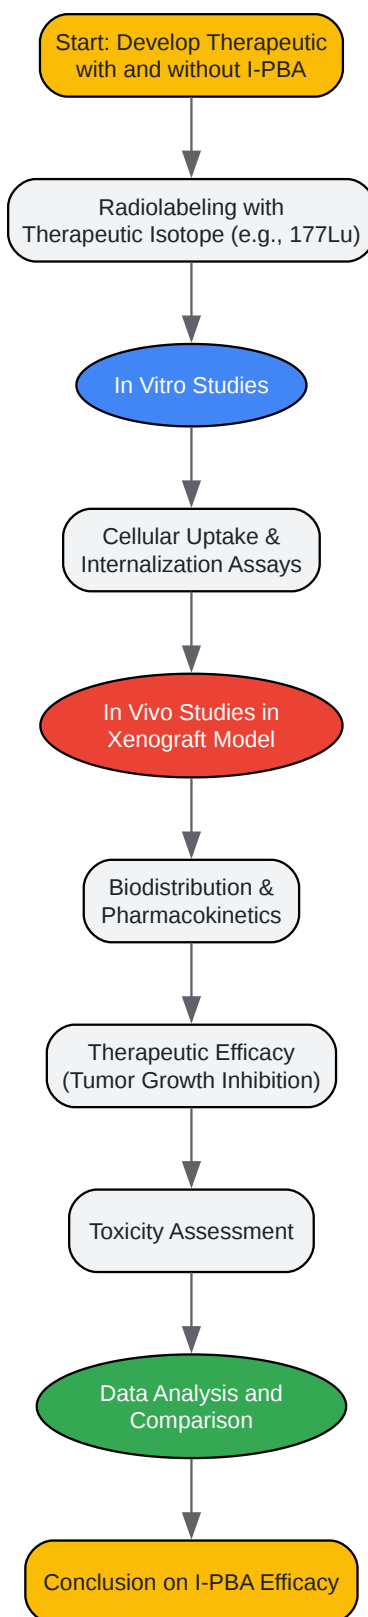 Start: Develop Therapeutic
with and without I-PBA
Radiolabeling with
Therapeutic Isotope (e.g., 177Lu)
In Vitro Studies
Cellular Uptake &
Internalization Assays
In Vivo Studies in
Xenograft Model
Biodistribution &
Pharmacokinetics
Therapeutic Efficacy
(Tumor Growth Inhibition)
Toxicity Assessment
Data Analysis and
Comparison
Conclusion on I-PBA Efficacy